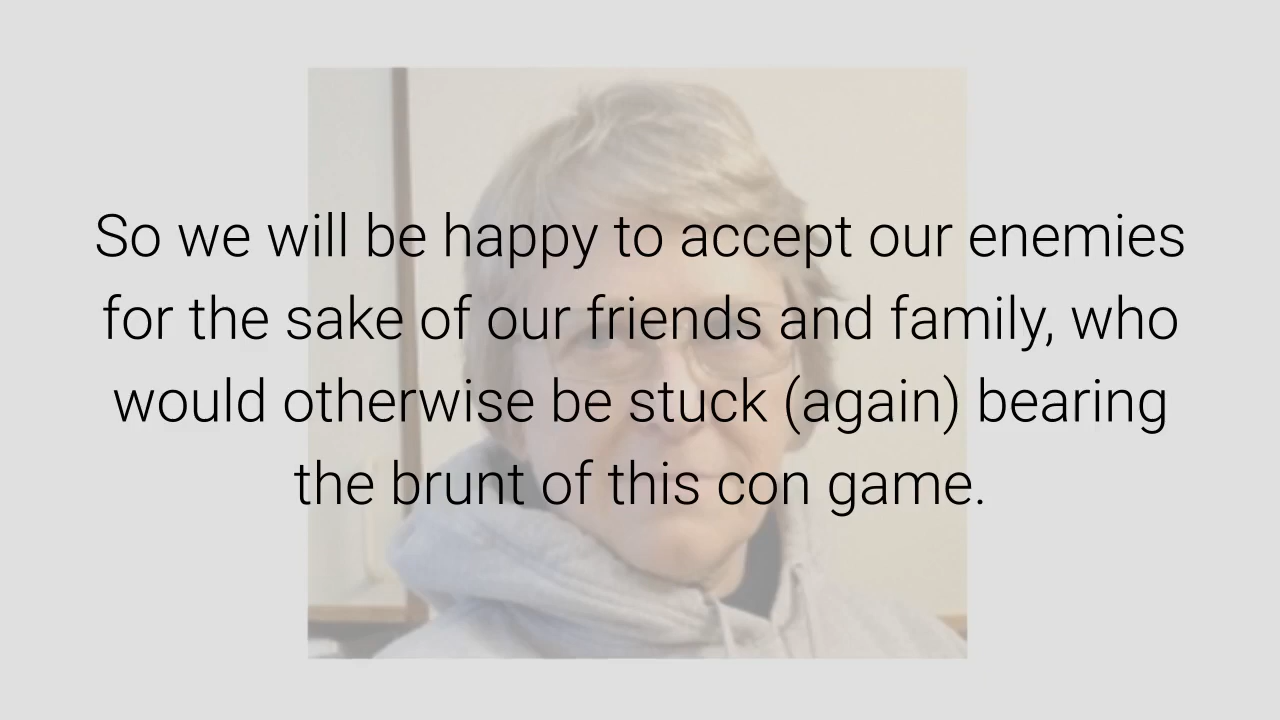 So we will be happy to accept our enemies
for the sake of our friends and family, who
would otherwise be stuck (again) bearing
the brunt of this con game.